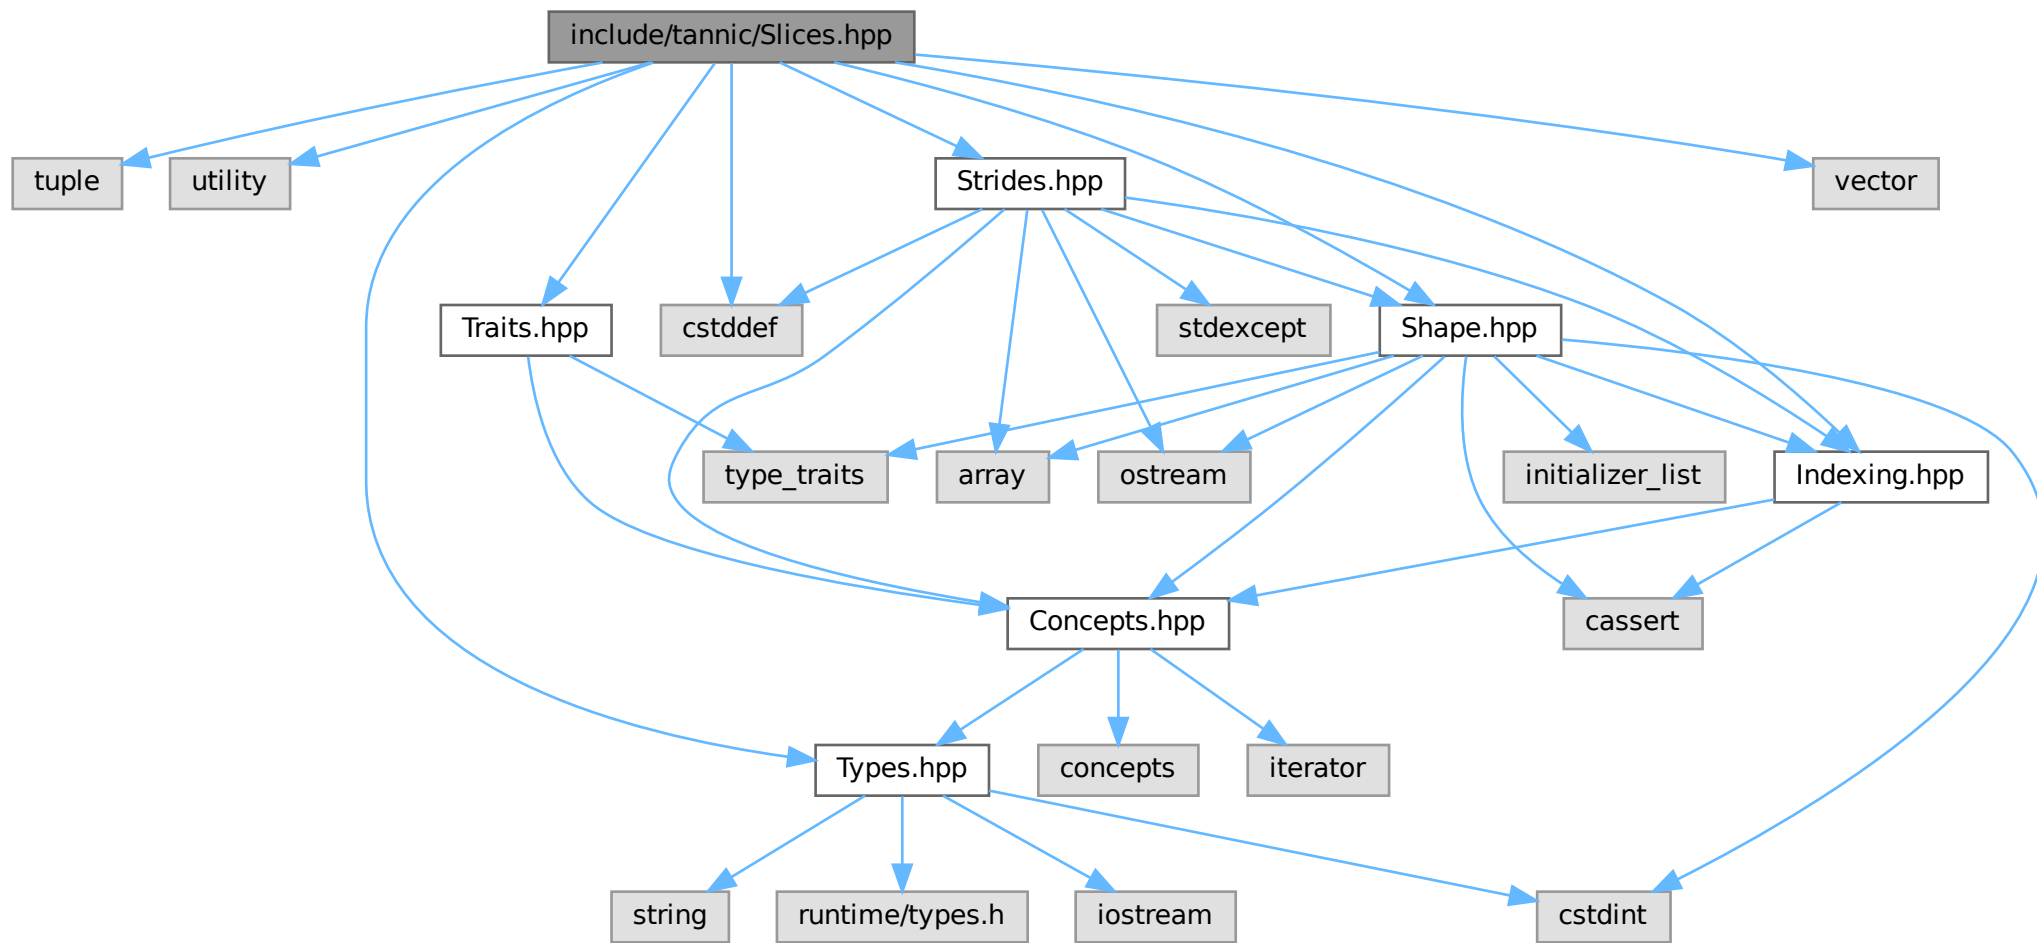 include/tannic/Slices.hpp
tuple
utility
Strides.hpp
vector
Traits.hpp
cstddef
stdexcept
Shape.hpp
type_traits
array
ostream
initializer_list
Indexing.hpp
Concepts.hpp
cassert
Types.hpp
concepts
iterator
string
runtime/types.h
iostream
cstdint